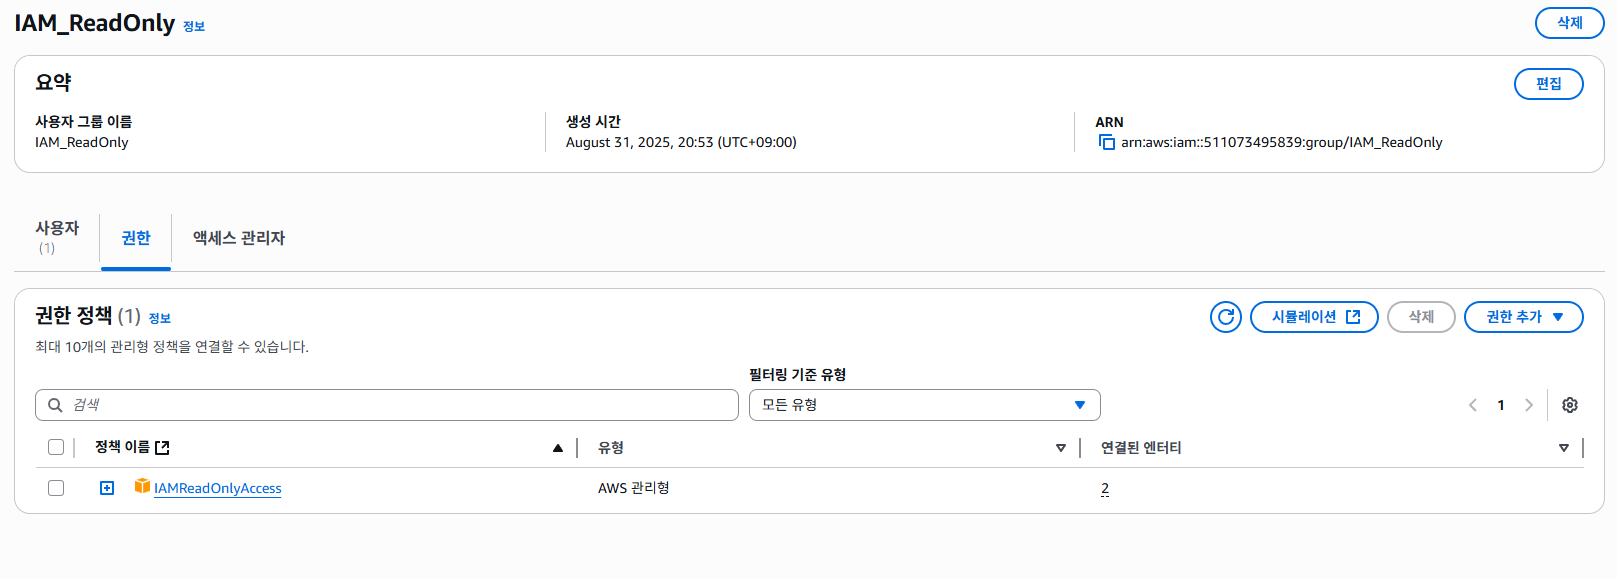 IAM_ReadOnly 정보
삭제
요약
편집
사용자 그룹 이름
IAM_ReadOnly
생성 시간
August 31, 2025, 20:53 (UTC+09:00)
ARN
arn:aws:iam::511073495839:group/IAM_ReadOnly
사용자
(1)
권한
액세스 관리자
권한 정책 (1) 정보
시뮬레이션
삭제
권한 추가
최대 10개의 관리형 정책을 연결할 수 있습니다.
필터링 기준 유형
검색
모든 유형
1
정책 이름
유형
연결된 엔터티
IAMReadOnlyAccess
AWS 관리형
2